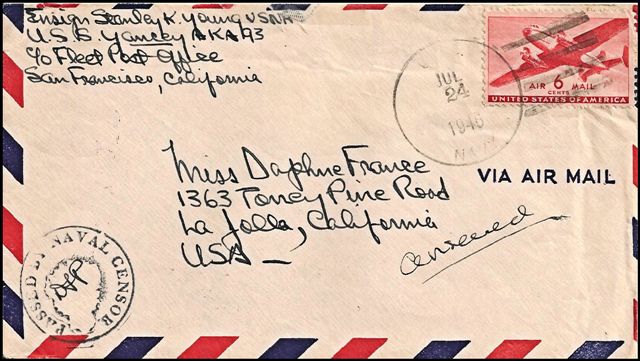 Ensign Stanley K. Young USNR
U.S.S. Yancey AKA 93
c/o Fleet Post Office
San Francisco, California
JUL
24
1945
AIR 6 MAIL
CENTS
UNITED STATES OF AMERICA
VIA AIR MAIL
Miss Daphne France
1363 Torrey Pine Road
La Jolla, California
USA
answered
PASSED BY NAVAL CENSOR